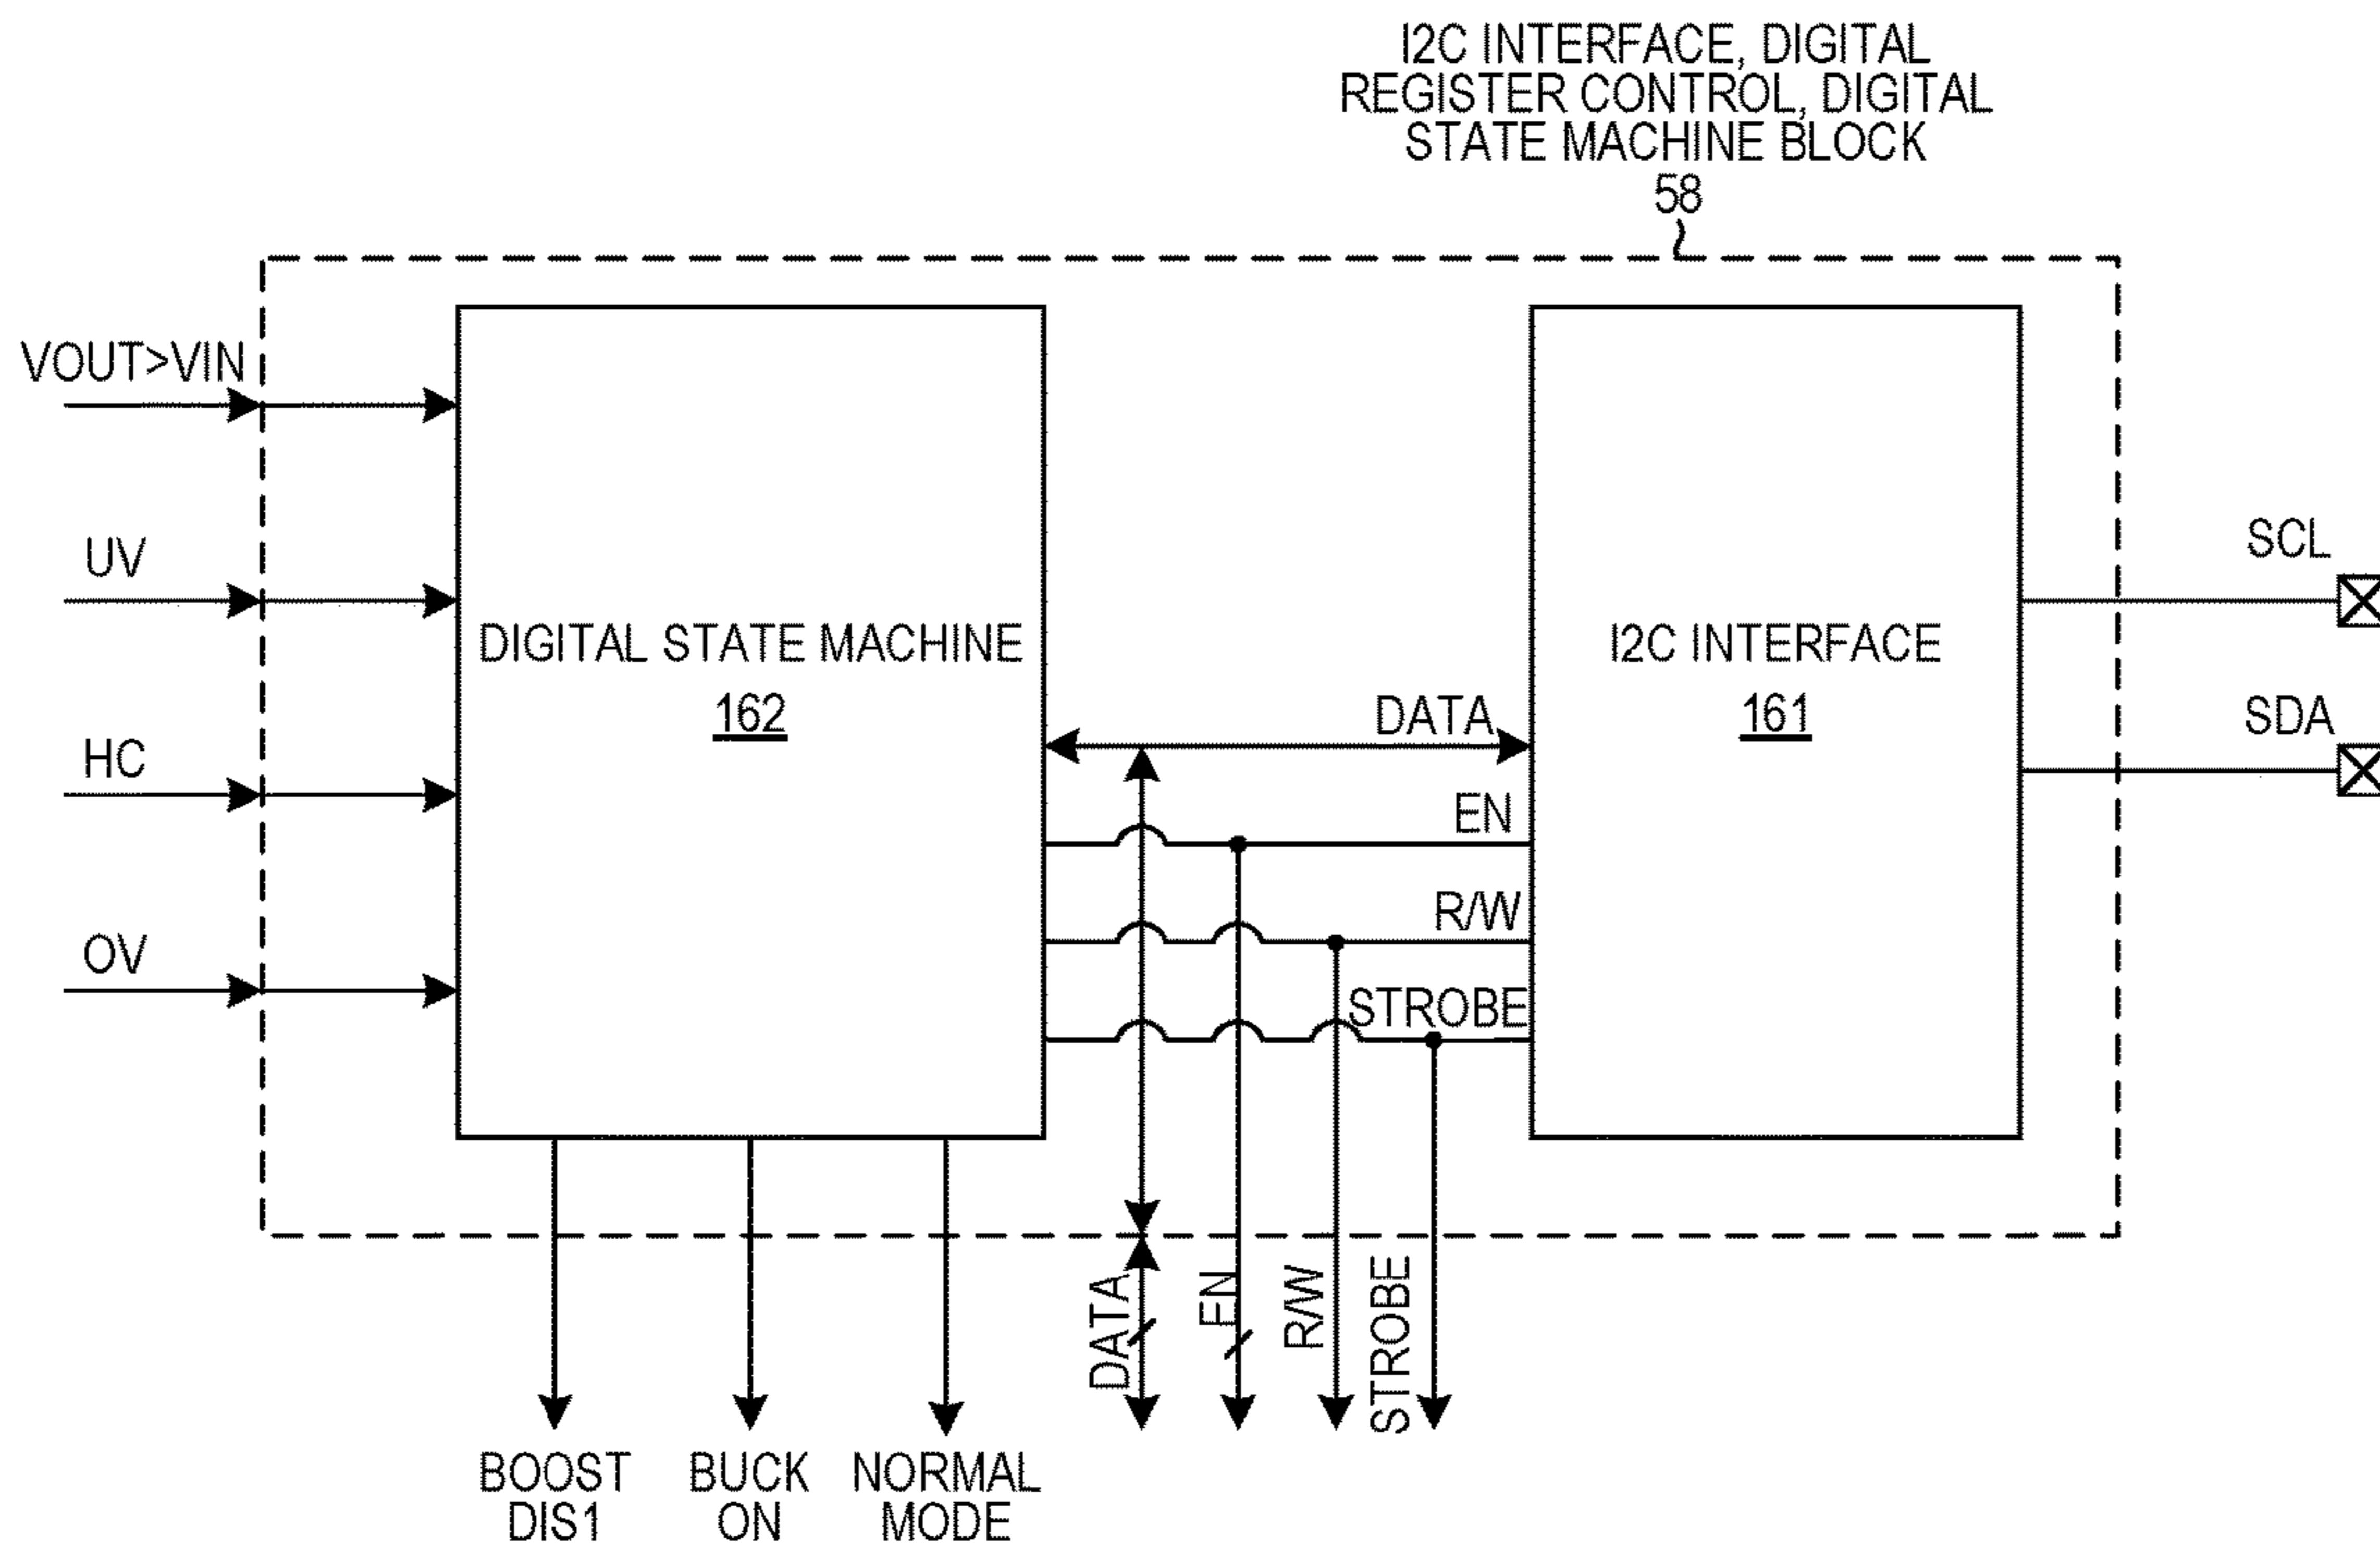 I2C INTERFACE, DIGITAL
REGISTER CONTROL, DIGITAL
STATE MACHINE BLOCK
58
VOUT>VIN
UV
HC
OV
DIGITAL STATE MACHINE
162
DATA
EN
R/W
STROBE
I2C INTERFACE
161
SCL
SDA
DATA
EN
R/W
STROBE
BOOST
DIS1
BUCK
ON
NORMAL
MODE